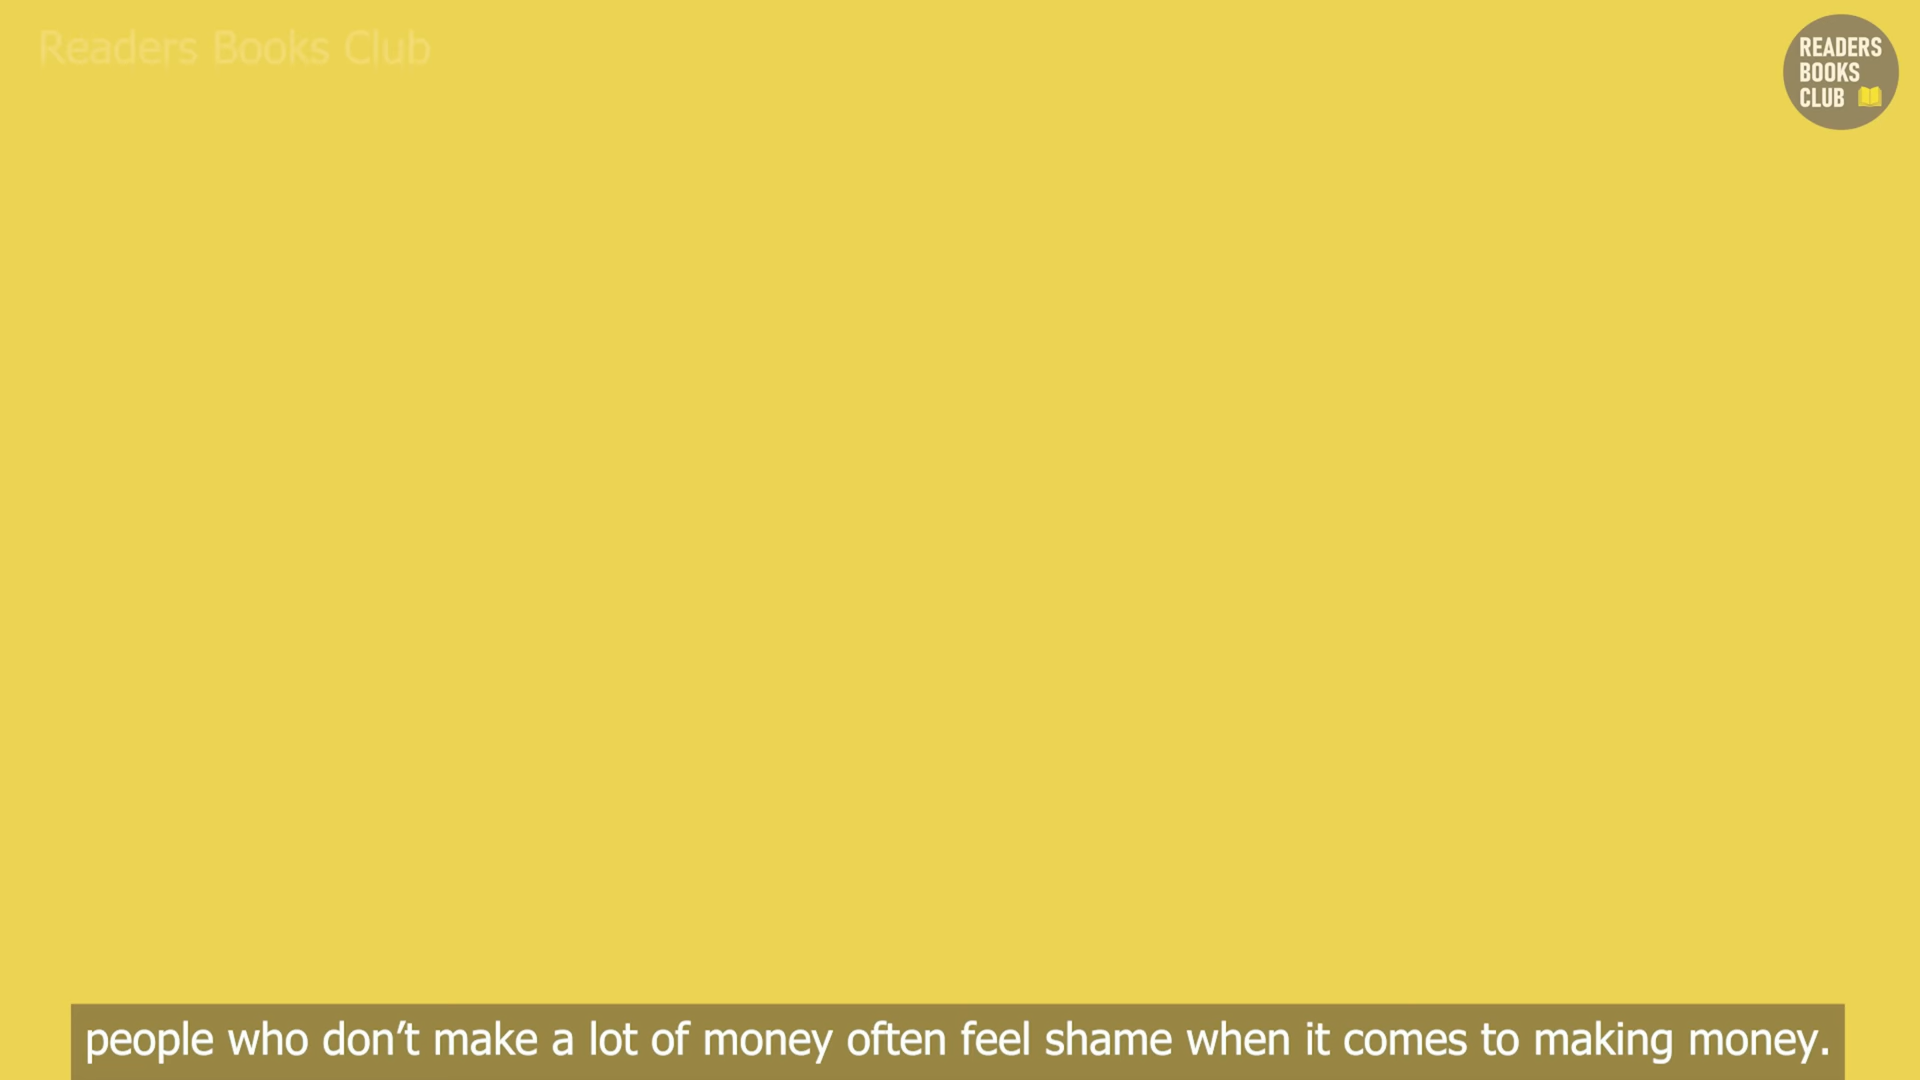 Readers Books Club
READERS
BOOKS
CLUB
people who don’t make a lot of money often feel shame when it comes to making money.